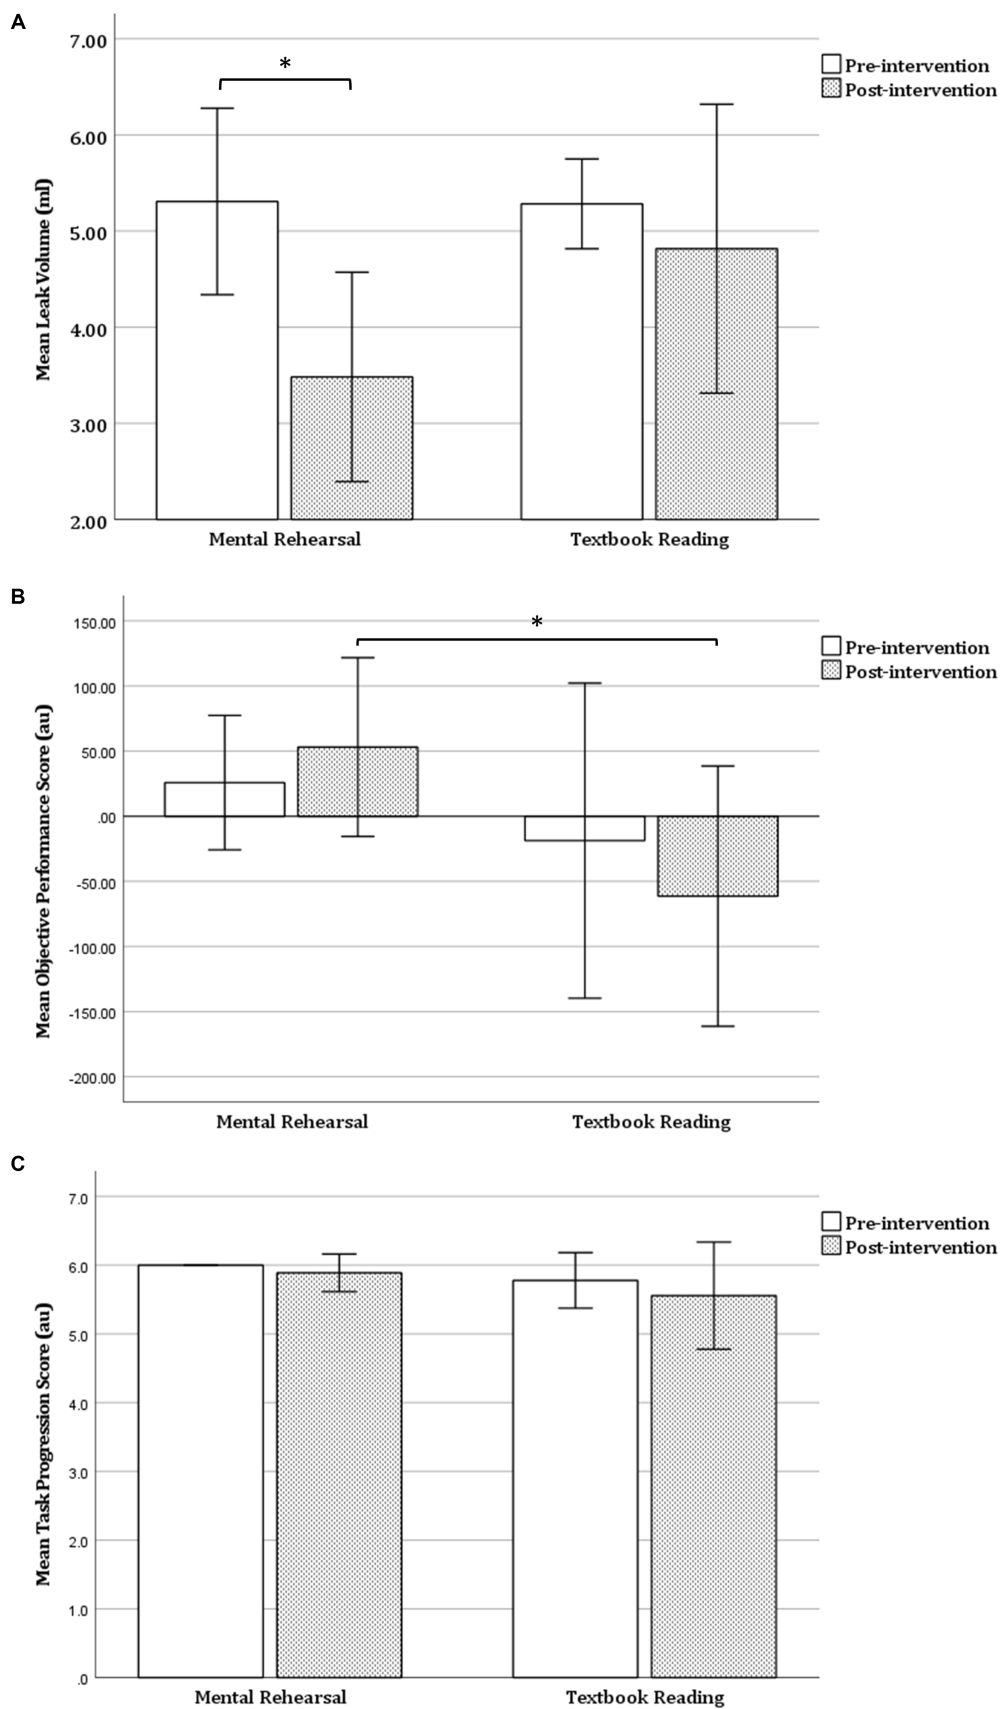 A
7.00
6.00
5.00
4.00
3.00
2.00
Mean Leak Volume (ml)
*
Pre-intervention
Post-intervention
Mental Rehearsal
Textbook Reading
B
150.00
100.00
50.00
.00
-50.00
-100.00
-150.00
-200.00
Mean Objective Performance Score (au)
*
Pre-intervention
Post-intervention
Mental Rehearsal
Textbook Reading
C
7.0
6.0
5.0
4.0
3.0
2.0
1.0
.0
Mean Task Progression Score (au)
Pre-intervention
Post-intervention
Mental Rehearsal
Textbook Reading